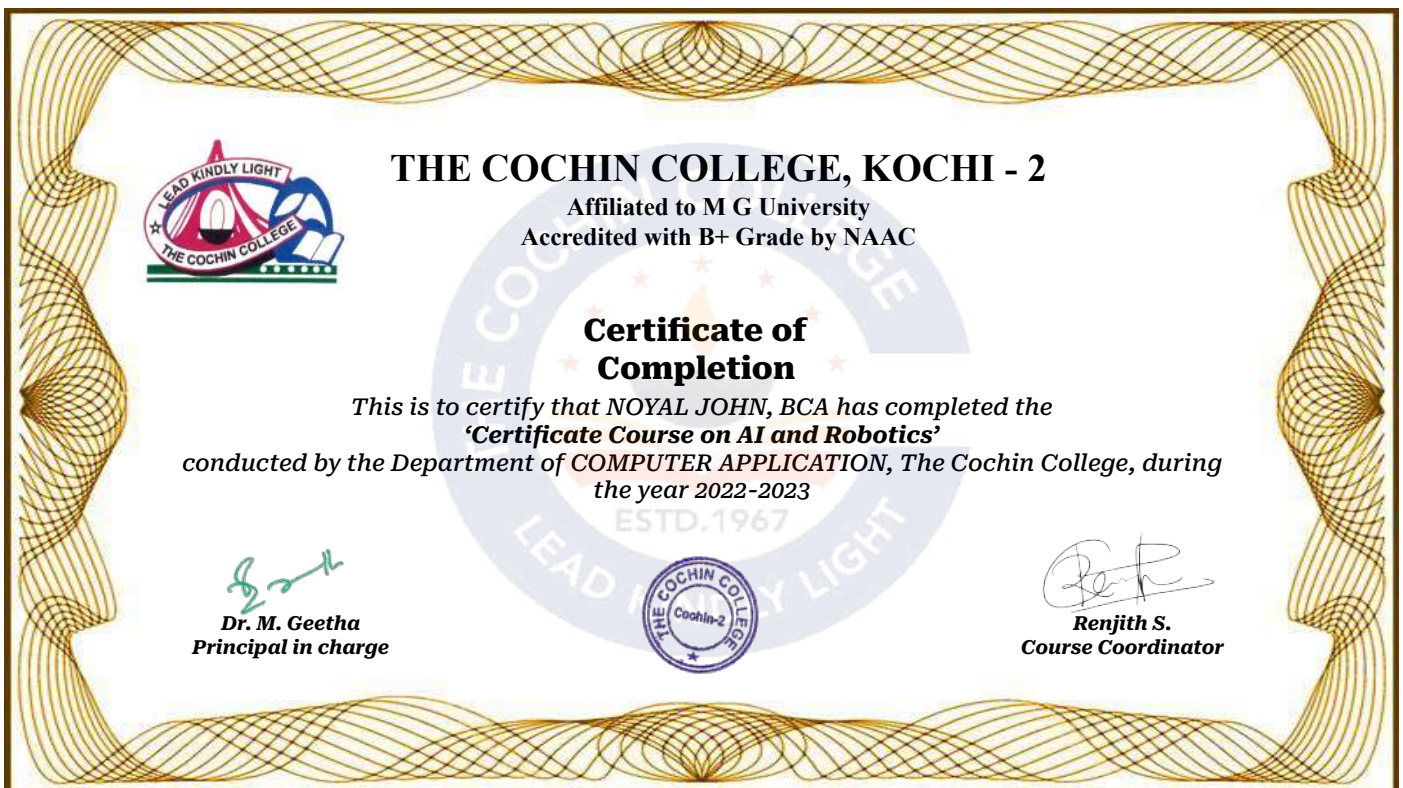 LEAD KINDLY LIGHT
THE COCHIN COLLEGE
THE COCHIN COLLEGE, KOCHI - 2
Affiliated to M G University
Accredited with B+ Grade by NAAC
THE COCHIN COLLEGE
Certificate of
Completion
This is to certify that NOYAL JOHN, BCA has completed the
‘Certificate Course on AI and Robotics’
conducted by the Department of COMPUTER APPLICATION, The Cochin College, during
the year 2022-2023
ESTD.1967
LEAD KINDLY LIGHT
THE COCHIN COLLEGE
Cochin-2
Dr. M. Geetha
Principal in charge
Renjith S.
Course Coordinator